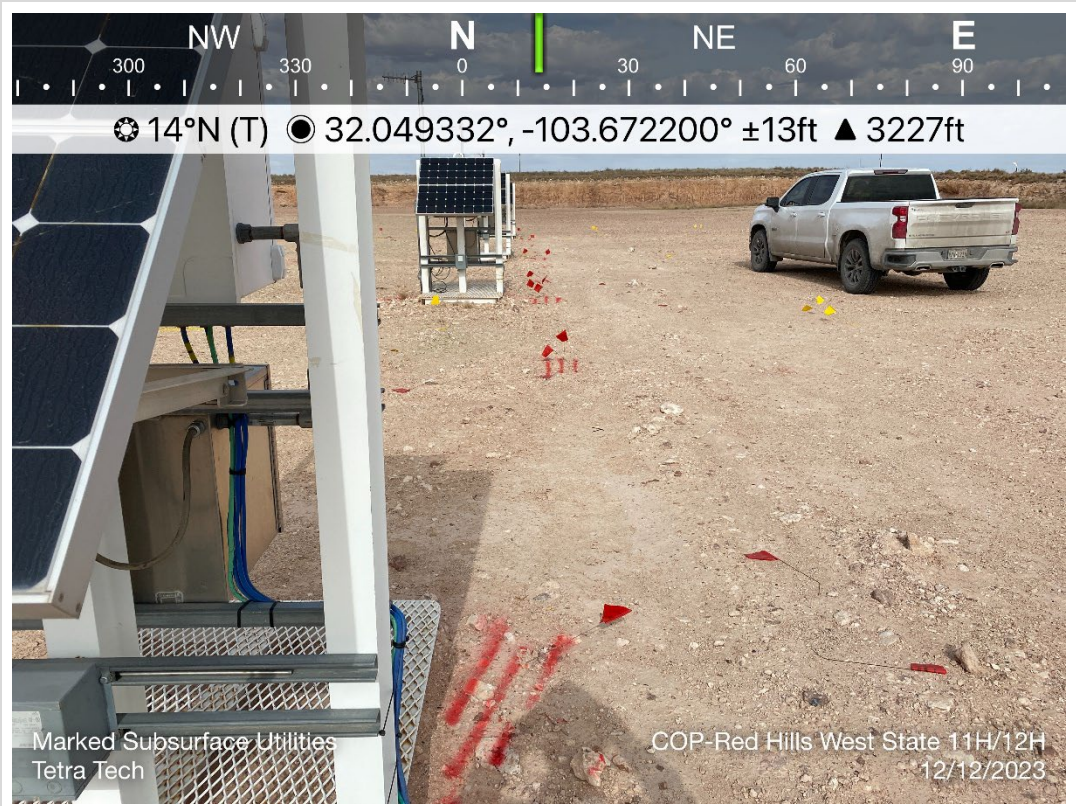 NW N NE E
300 330 0 30 60 90
14°N (T) 32.049332°, -103.672200° ±13ft ▲ 3227ft
Marked Subsurface Utilities
Tetra Tech
COP-Red Hills West State 11H/12H
12/12/2023